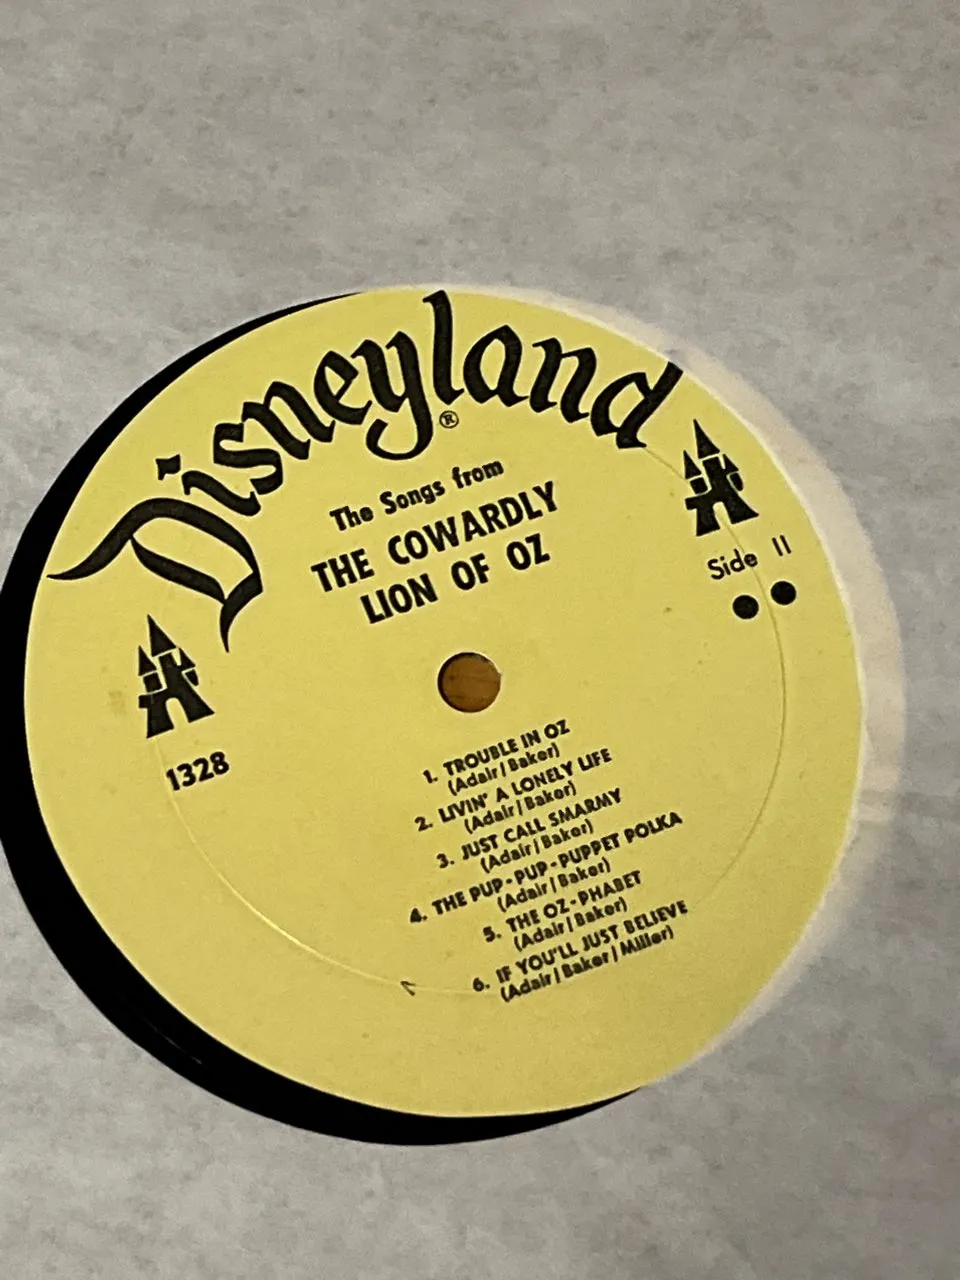 Disneyland®
The Songs from
THE COWARDLY
LION OF OZ
Side II
1328
1. TROUBLE IN OZ
(Adair/Baker)
2. LIVIN' A LONELY LIFE
(Adair/Baker)
3. JUST CALL SMARMY
(Adair/Baker)
4. THE PUP-PUP-PUPPET POLKA
(Adair/Baker)
5. THE OZ-PHABET
(Adair/Baker)
6. IF YOU'LL JUST BELIEVE
(Adair/Baker/Miller)